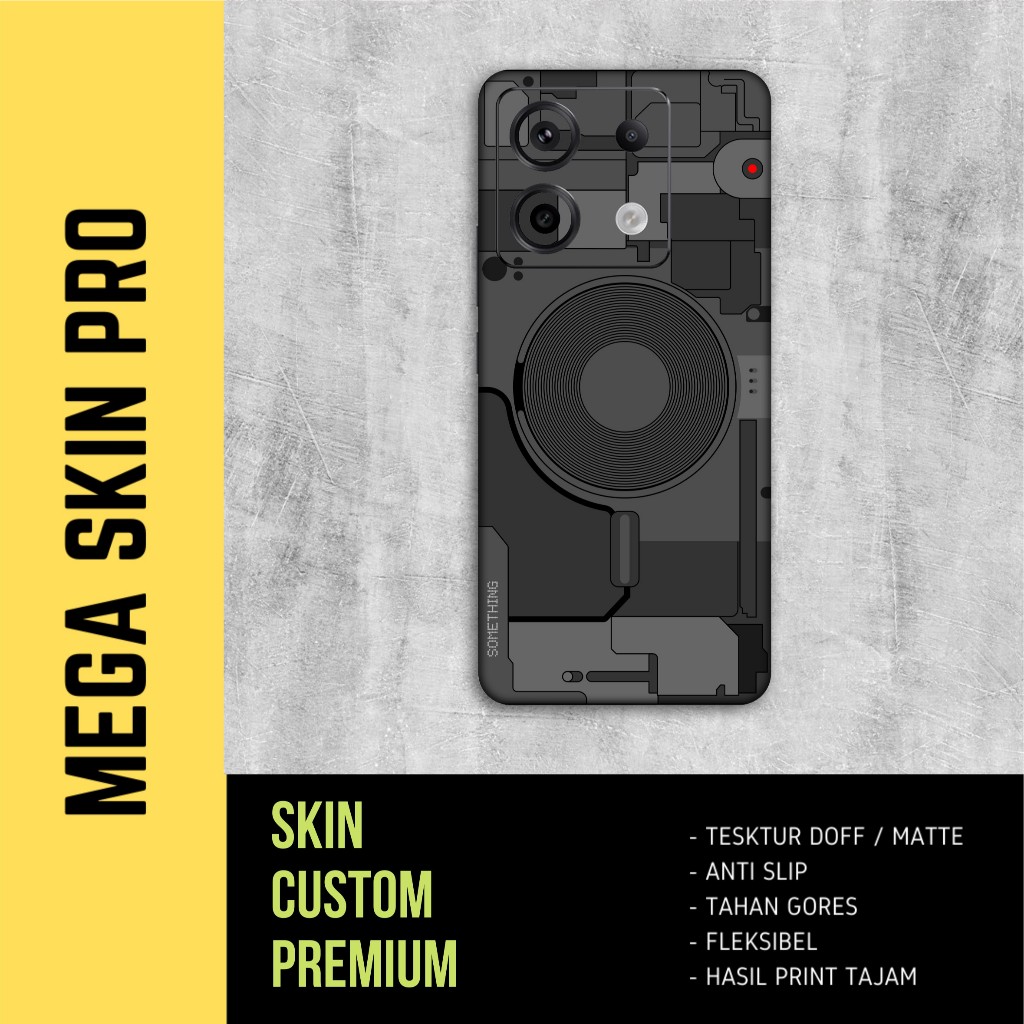 MEGA SKIN PRO
SOMETHING
SKIN
CUSTOM
PREMIUM
- TESKTUR DOFF / MATTE
- ANTI SLIP
- TAHAN GORES
- FLEKSIBEL
- HASIL PRINT TAJAM